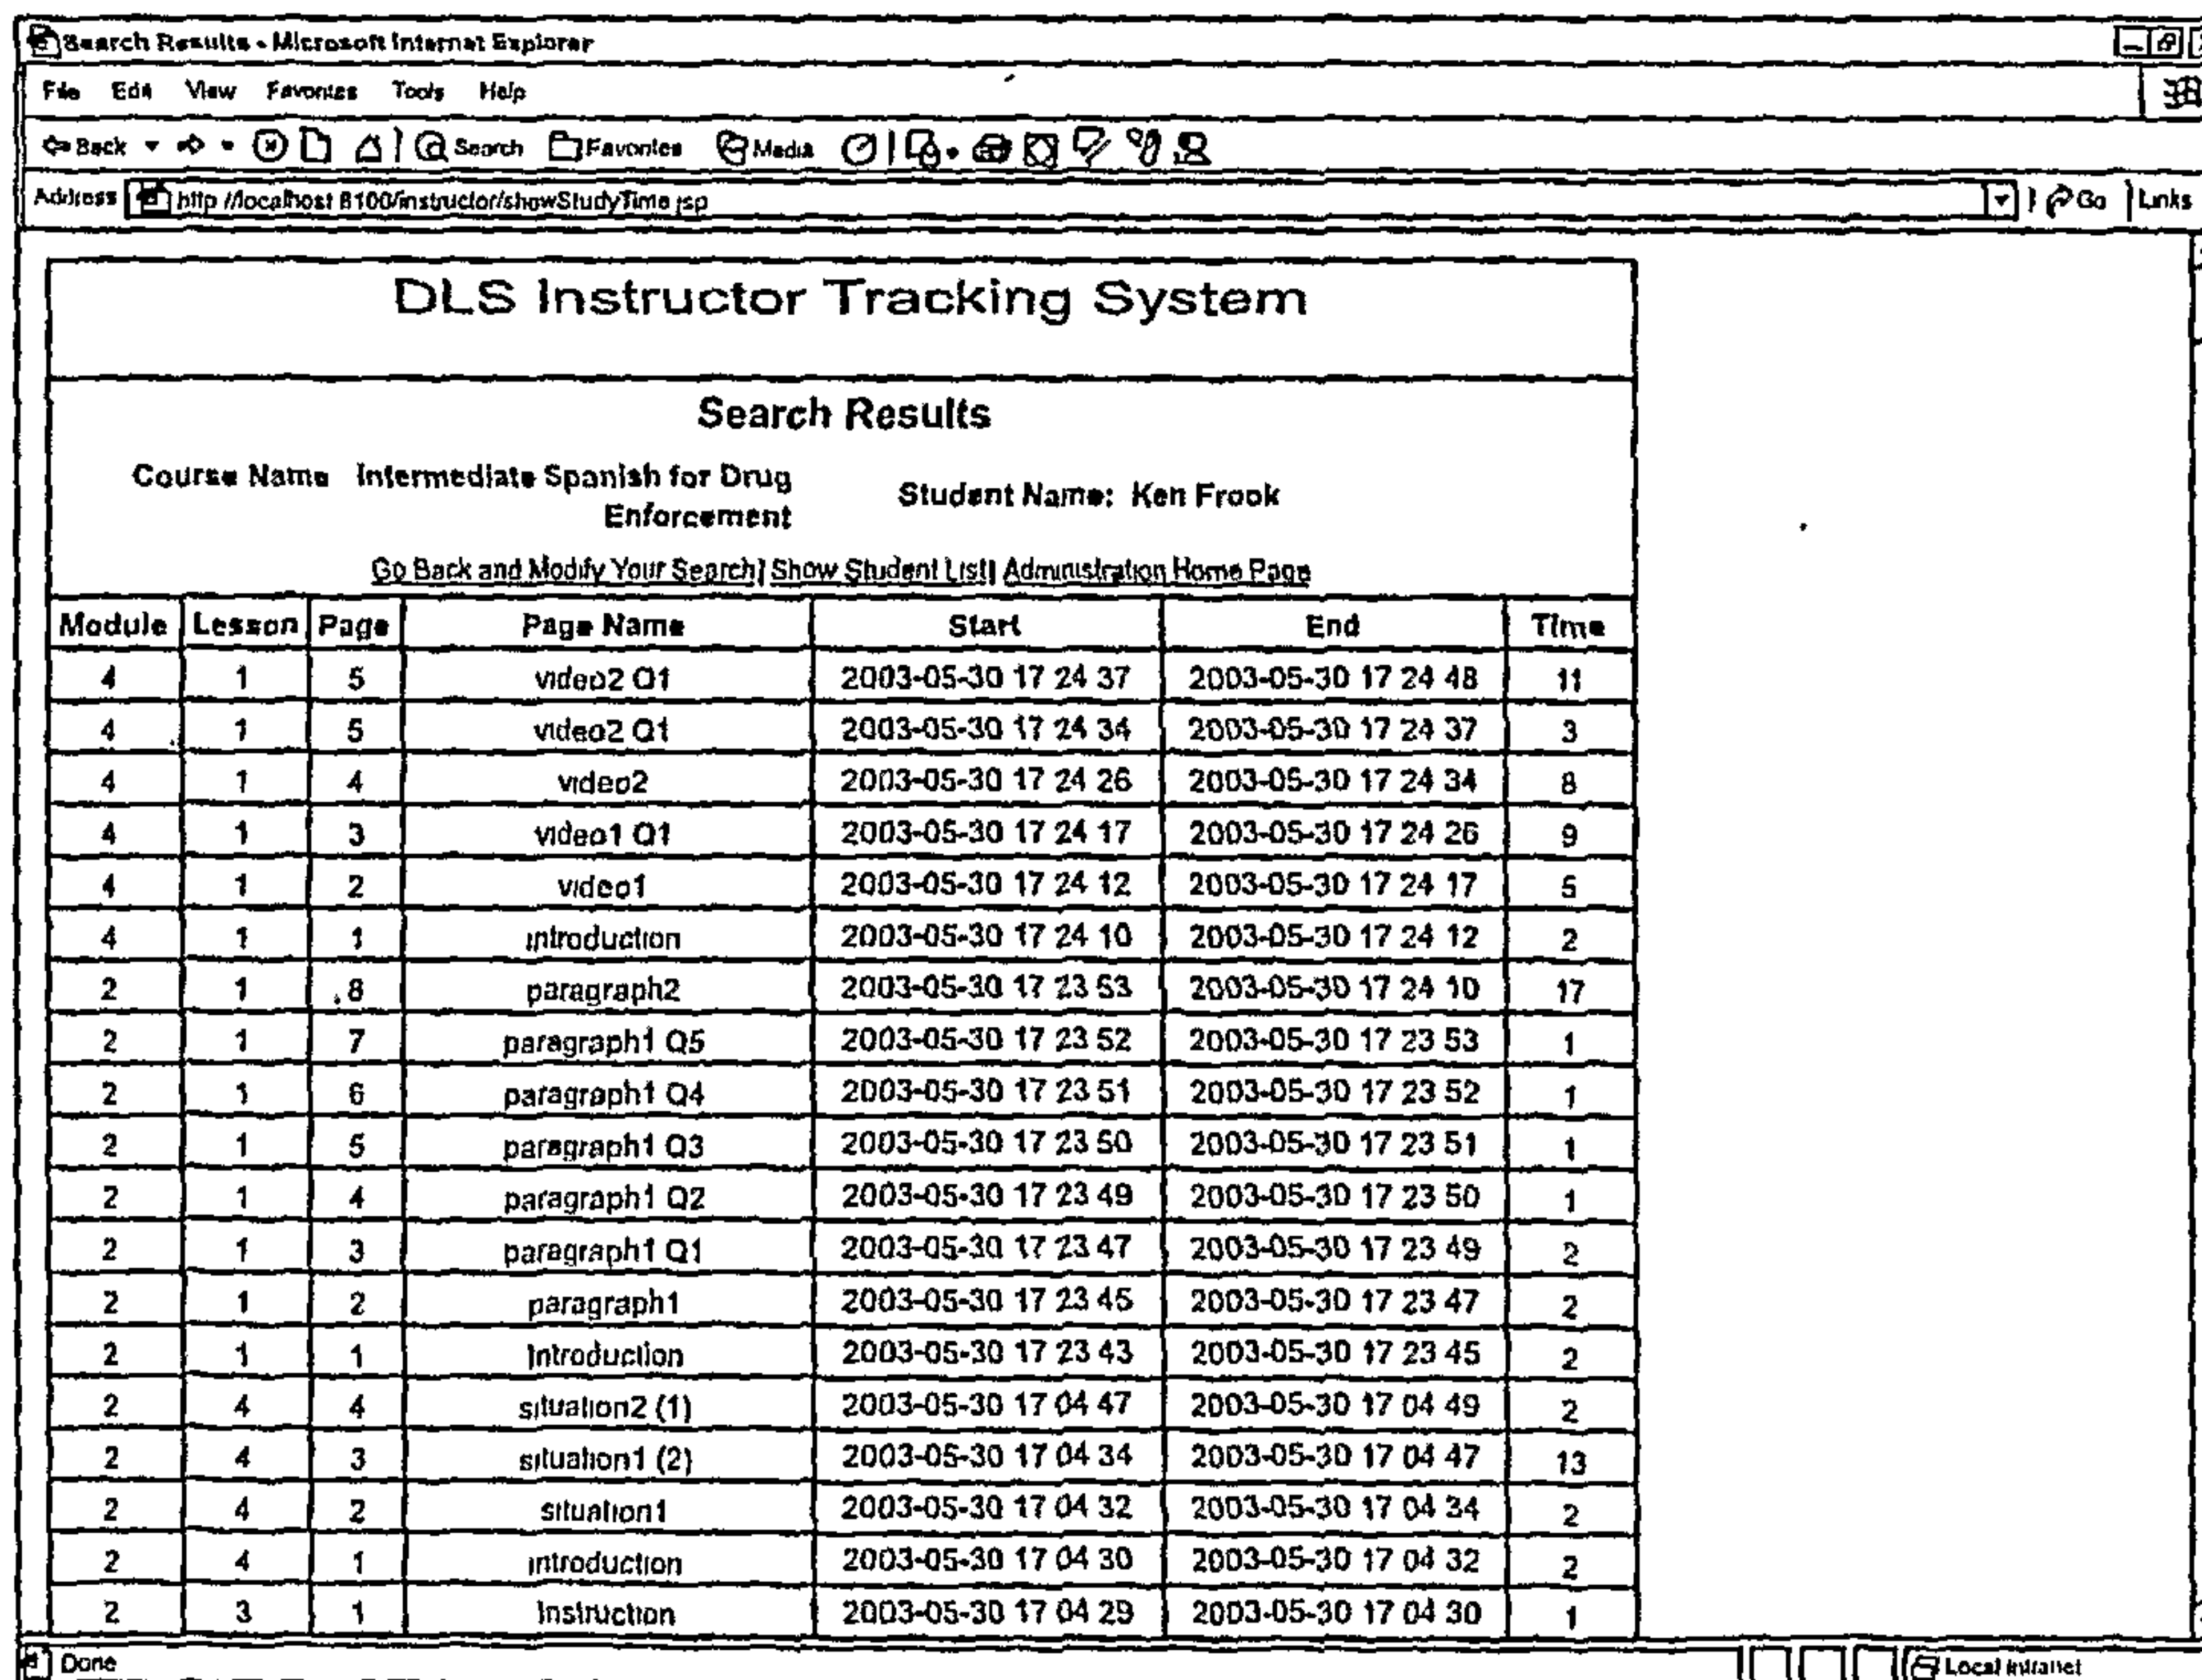 Search Results - Microsoft Internet Explorer
File Edit View Favorites Tools Help
Back Search Favorites Media
Address http //localhost 8100/instructor/showStudyTime jsp Go Links
DLS Instructor Tracking System
Search Results
Course Name Intermediate Spanish for Drug Enforcement
Student Name: Ken Frook
Go Back and Modify Your Search| Show Student List| Administration Home Page
Module Lesson Page Page Name Start End Time
4 1 5 video2 Q1 2003-05-30 17 24 37 2003-05-30 17 24 48 11
4 1 5 video2 Q1 2003-05-30 17 24 34 2003-05-30 17 24 37 3
4 1 4 video2 2003-05-30 17 24 26 2003-05-30 17 24 34 8
4 1 3 video1 Q1 2003-05-30 17 24 17 2003-05-30 17 24 26 9
4 1 2 video1 2003-05-30 17 24 12 2003-05-30 17 24 17 5
4 1 1 introduction 2003-05-30 17 24 10 2003-05-30 17 24 12 2
2 1 8 paragraph2 2003-05-30 17 23 53 2003-05-30 17 24 10 17
2 1 7 paragraph1 Q5 2003-05-30 17 23 52 2003-05-30 17 23 53 1
2 1 6 paragraph1 Q4 2003-05-30 17 23 51 2003-05-30 17 23 52 1
2 1 5 paragraph1 Q3 2003-05-30 17 23 50 2003-05-30 17 23 51 1
2 1 4 paragraph1 Q2 2003-05-30 17 23 49 2003-05-30 17 23 50 1
2 1 3 paragraph1 Q1 2003-05-30 17 23 47 2003-05-30 17 23 49 2
2 1 2 paragraph1 2003-05-30 17 23 45 2003-05-30 17 23 47 2
2 1 1 Introduction 2003-05-30 17 23 43 2003-05-30 17 23 45 2
2 4 4 situation2 (1) 2003-05-30 17 04 47 2003-05-30 17 04 49 2
2 4 3 situation1 (2) 2003-05-30 17 04 34 2003-05-30 17 04 47 13
2 4 2 situation1 2003-05-30 17 04 32 2003-05-30 17 04 34 2
2 4 1 introduction 2003-05-30 17 04 30 2003-05-30 17 04 32 2
2 3 1 Instruction 2003-05-30 17 04 29 2003-05-30 17 04 30 1
Done Local intranet